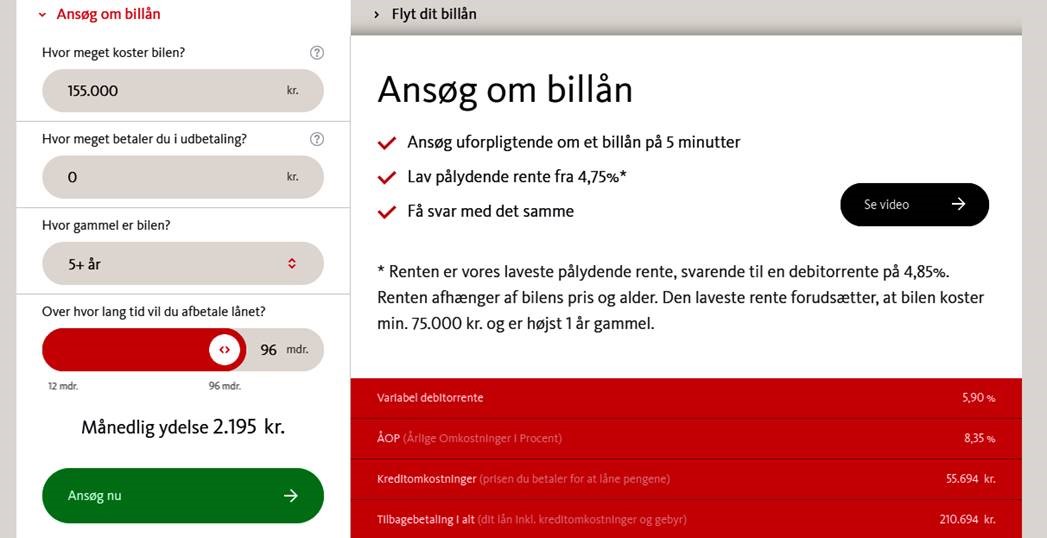 Ansøg om billån
Hvor meget koster bilen?
155.000 kr.
Hvor meget betaler du i udbetaling?
0 kr.
Hvor gammel er bilen?
5+ år
Over hvor lang tid vil du afbetale lånet?
96 mdr.
12 mdr. 96 mdr.
Månedlig ydelse 2.195 kr.
Ansøg nu
Flyt dit billån
Ansøg om billån
Ansøg uforpligtende om et billån på 5 minutter
Lav pålydende rente fra 4,75%*
Få svar med det samme
Se video
* Renten er vores laveste pålydende rente, svarende til en debitorrente på 4,85%.
Renten afhænger af bilens pris og alder. Den laveste rente forudsætter, at bilen koster
min. 75.000 kr. og er højst 1 år gammel.
Variabel debitorrente 5,90 %
ÅOP (Årlige Omkostninger i Procent) 8,35 %
Kreditomkostninger (prisen du betaler for at låne pengene) 55.694 kr.
Tilbagebetaling i alt (dit lån inkl. kreditomkostninger og gebyr) 210.694 kr.